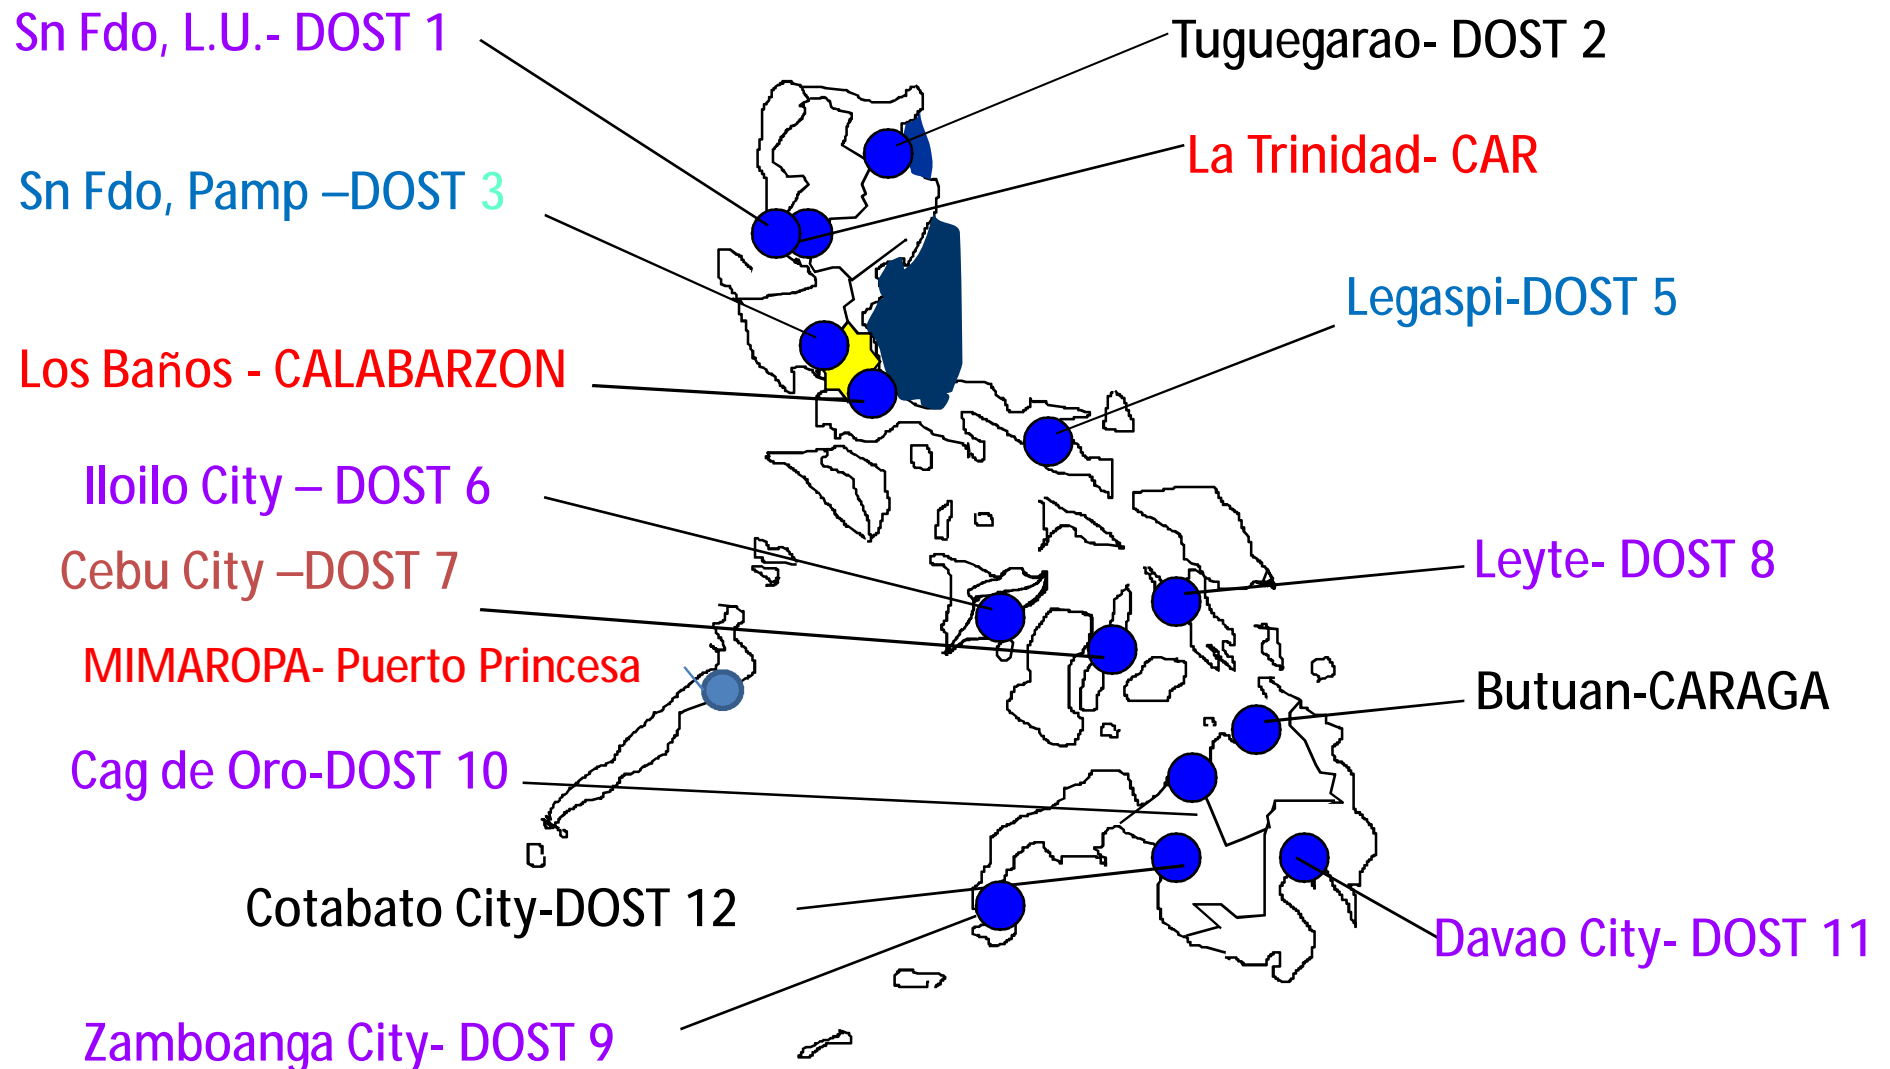 Sn Fdo, L.U.- DOST 1
Tuguegarao- DOST 2
La Trinidad- CAR
Sn Fdo, Pamp –DOST 3
Legaspi-DOST 5
Los Baños - CALABARZON
Iloilo City – DOST 6
Cebu City –DOST 7
Leyte- DOST 8
MIMAROPA- Puerto Princesa
Butuan-CARAGA
Cag de Oro-DOST 10
Cotabato City-DOST 12
Davao City- DOST 11
Zamboanga City- DOST 9